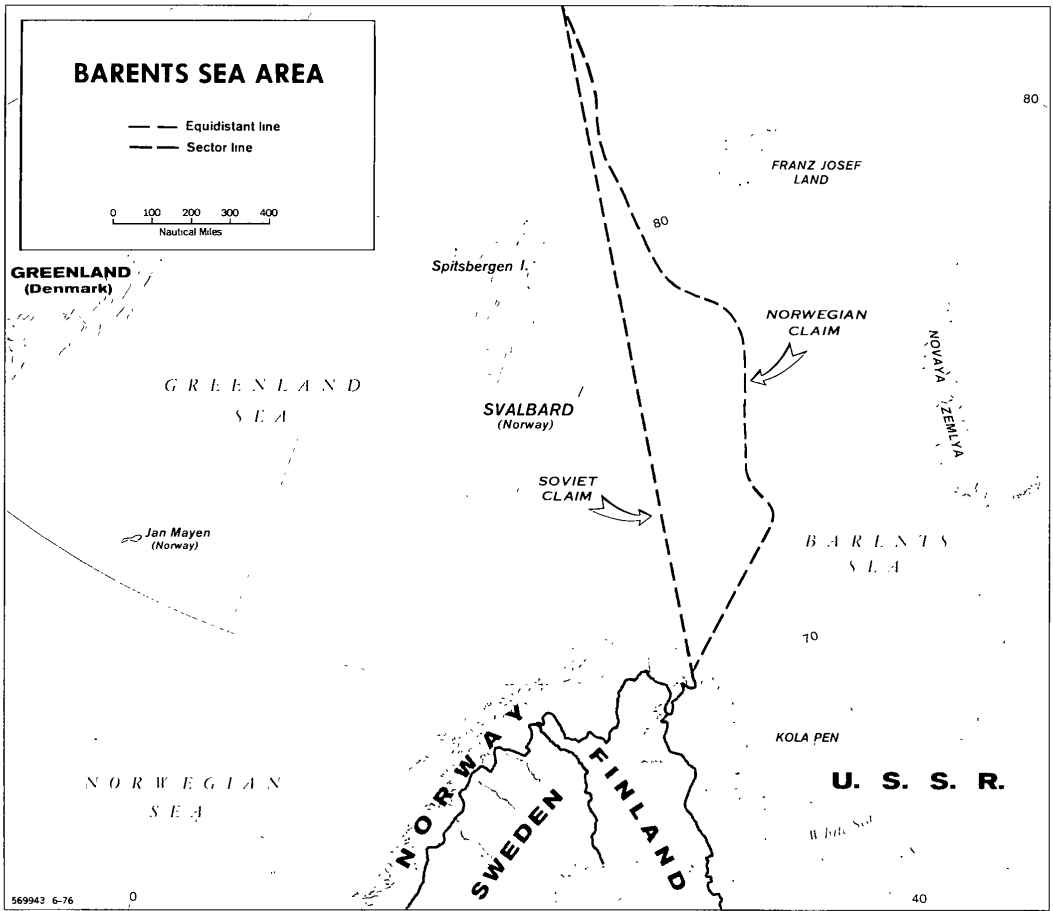 BARENTS SEA AREA
Equidistant line
Sector line
0 100 200 300 400
Nautical Miles
80
FRANZ JOSEF
LAND
80
GREENLAND
(Denmark)
Spitsbergen I.
NORWEGIAN
CLAIM
NOVAYA
ZEMLYA
GREENLAND
SEA
SVALBARD
(Norway)
SOVIET
CLAIM
Jan Mayen
(Norway)
BARENTS
SEA
70
NORWAY
KOLA PEN
FINLAND
U. S. S. R.
NORWEGIAN
SEA
SWEDEN
White Sea
569943 6-76
0
40